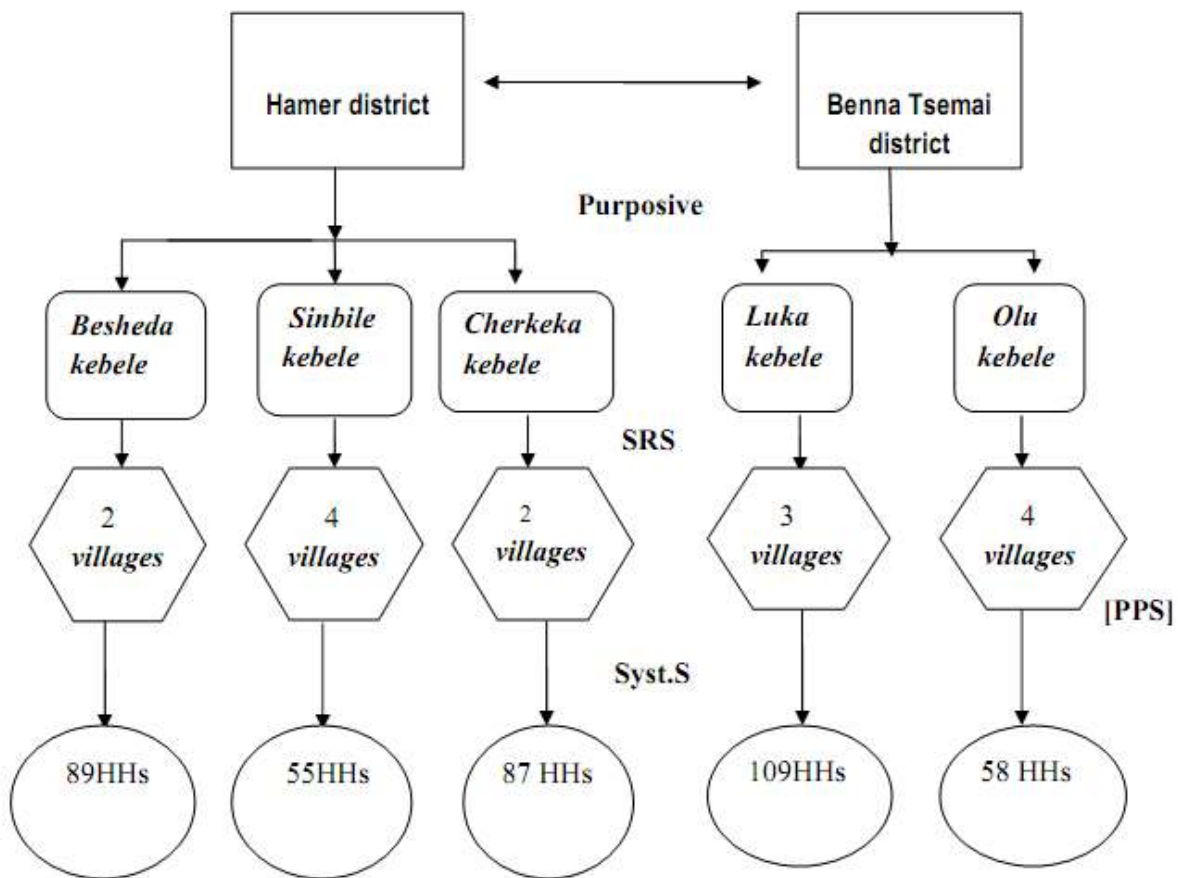 Hamer district
Benna Tsemai
district
Purposive
Besheda
kebele
Sinbile
kebele
Cherkeka
kebele
Luka
kebele
Olu
kebele
SRS
2
villages
4
villages
2
villages
3
villages
4
villages
[PPS]
Syst.S
89HHs
55HHs
87 HHs
109HHs
58 HHs